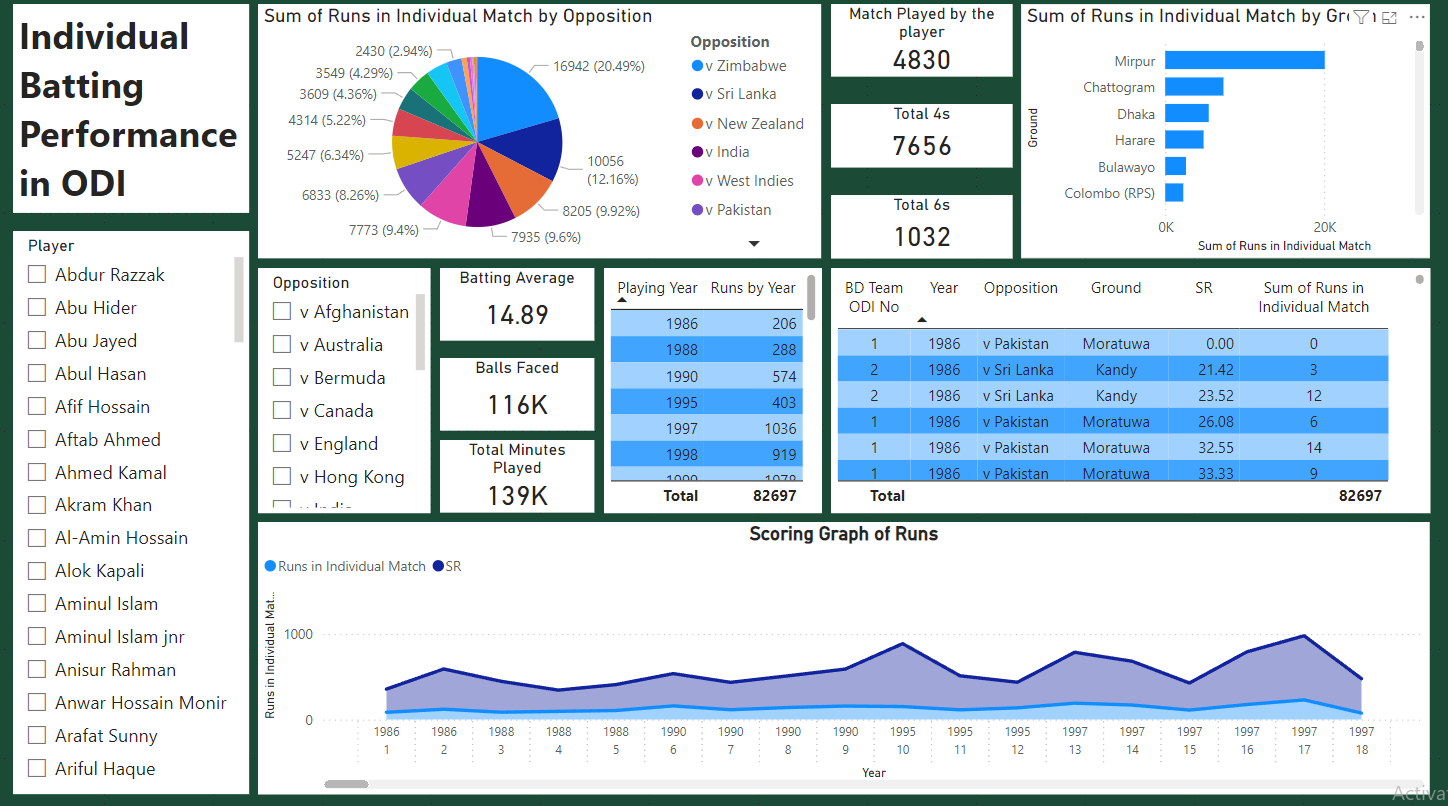 Individual
Batting
Performance
in ODI
Player
Abdur Razzak
Abu Hider
Abu Jayed
Abul Hasan
Afif Hossain
Aftab Ahmed
Ahmed Kamal
Akram Khan
Al-Amin Hossain
Alok Kapali
Aminul Islam
Aminul Islam jnr
Anisur Rahman
Anwar Hossain Monir
Arafat Sunny
Ariful Haque
Sum of Runs in Individual Match by Opposition
2430 (2.94%)
3549 (4.29%)
3609 (4.36%)
4314 (5.22%)
5247 (6.34%)
6833 (8.26%)
7773 (9.4%)
16942 (20.49%)
10056
(12.16%)
8205 (9.92%)
7935 (9.6%)
Opposition
v Zimbabwe
v Sri Lanka
v New Zealand
v India
v West Indies
v Pakistan
Match Played by the
player
4830
Total 4s
7656
Total 6s
1032
Sum of Runs in Individual Match by
Ground
Mirpur
Chattogram
Dhaka
Harare
Bulawayo
Colombo (RPS)
0K 20K
Sum of Runs in Individual Match
Opposition
v Afghanistan
v Australia
v Bermuda
v Canada
v England
v Hong Kong
Batting Average
14.89
Balls Faced
116K
Total Minutes
Played
139K
Playing Year Runs by Year
1986 206
1988 288
1990 574
1995 403
1997 1036
1998 919
Total 82697
BD Team
ODI No Year Opposition Ground SR Sum of Runs in
Individual Match
1 1986 v Pakistan Moratuwa 0.00 0
2 1986 v Sri Lanka Kandy 21.42 3
2 1986 v Sri Lanka Kandy 23.52 12
1 1986 v Pakistan Moratuwa 26.08 6
1 1986 v Pakistan Moratuwa 32.55 14
1 1986 v Pakistan Moratuwa 33.33 9
Total 82697
Scoring Graph of Runs
Runs in Individual Match SR
Runs in Individual Mat...
1000
0
1986 1986 1988 1988 1988 1990 1990 1990 1990 1995 1995 1995 1997 1997 1997 1997 1997 1997
1 2 3 4 5 6 7 8 9 10 11 12 13 14 15 16 17 18
Year